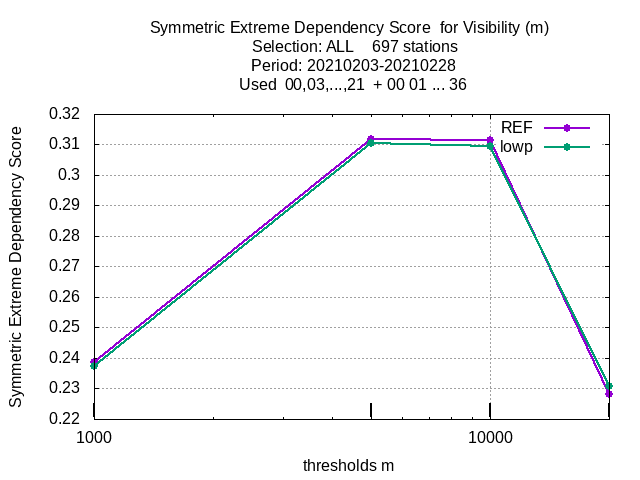 Symmetric Extreme Dependency Score  for Visibility (m)
Selection: ALL    697 stations
Period: 20210203-20210228
Used  00,03,...,21  + 00 01 ... 36
Symmetric Extreme Dependency Score
0.32
0.31
0.3
0.29
0.28
0.27
0.26
0.25
0.24
0.23
0.22
REF
lowp
1000
10000
thresholds m